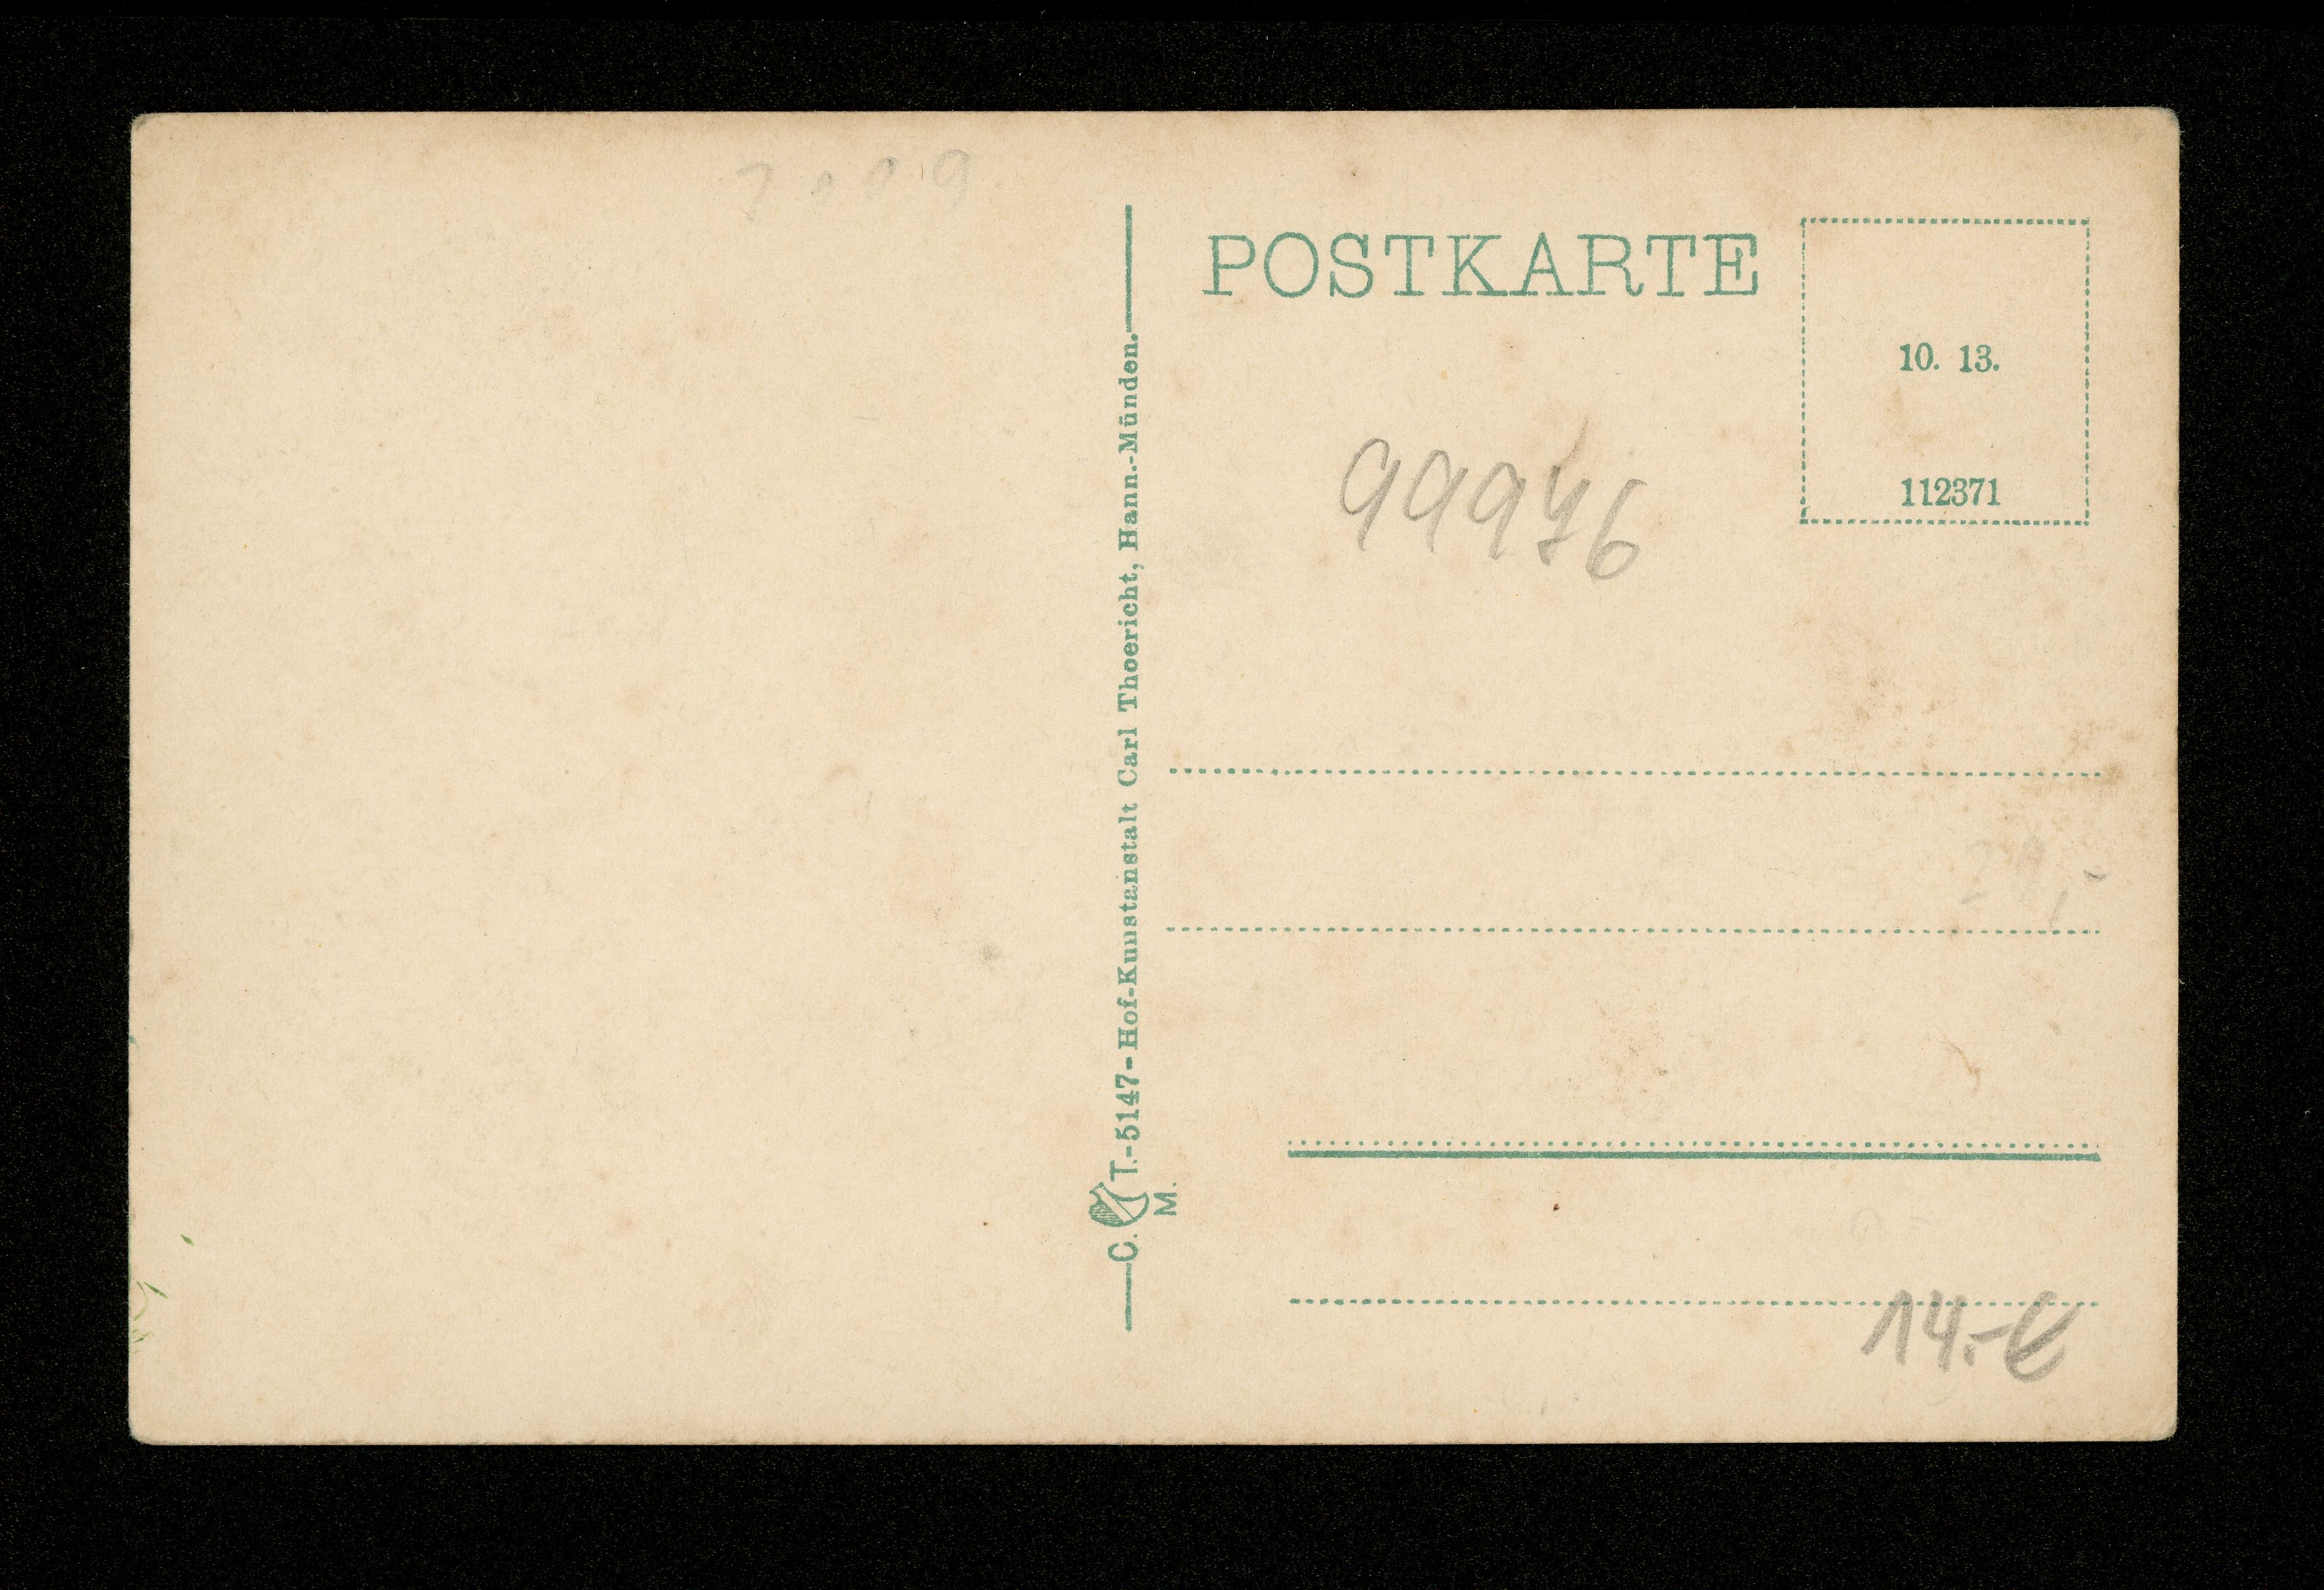 POSTKARTE
10. 13.
112371
99976
C. T.-5147-Hof-Kunstanstalt Carl Thoericht, Hann.-Münden.
M.
14.-€